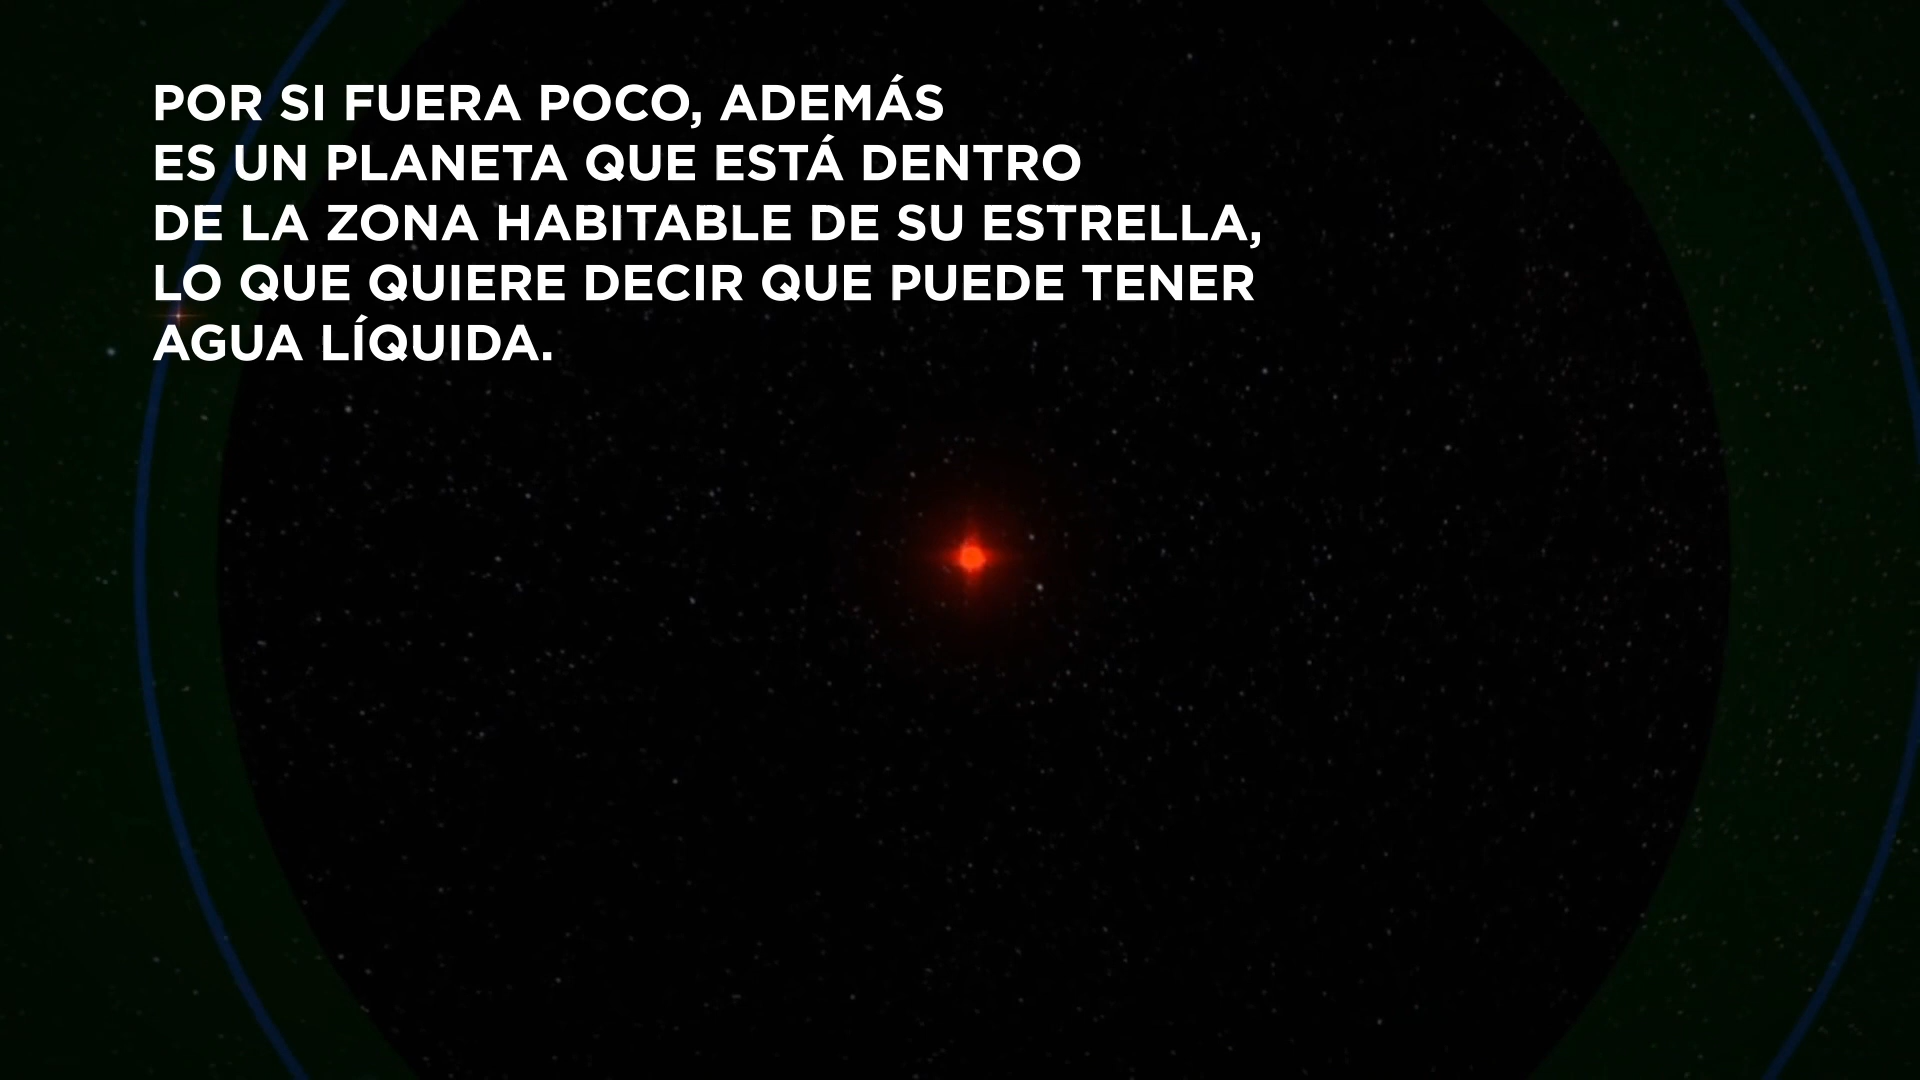 POR SI FUERA POCO, ADEMÁS
ES UN PLANETA QUE ESTÁ DENTRO
DE LA ZONA HABITABLE DE SU ESTRELLA,
LO QUE QUIERE DECIR QUE PUEDE TENER
AGUA LÍQUIDA.